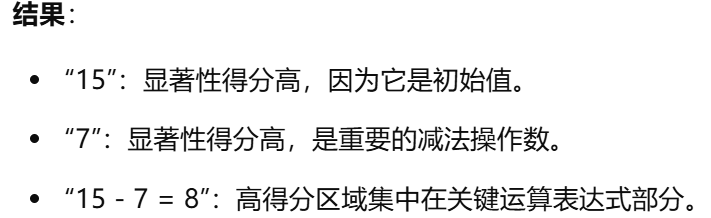 结果：
• “15”：显著性得分高，因为它是初始值。
• “7”：显著性得分高，是重要的减法操作数。
• “15 - 7 = 8”：高得分区域集中在关键运算表达式部分。